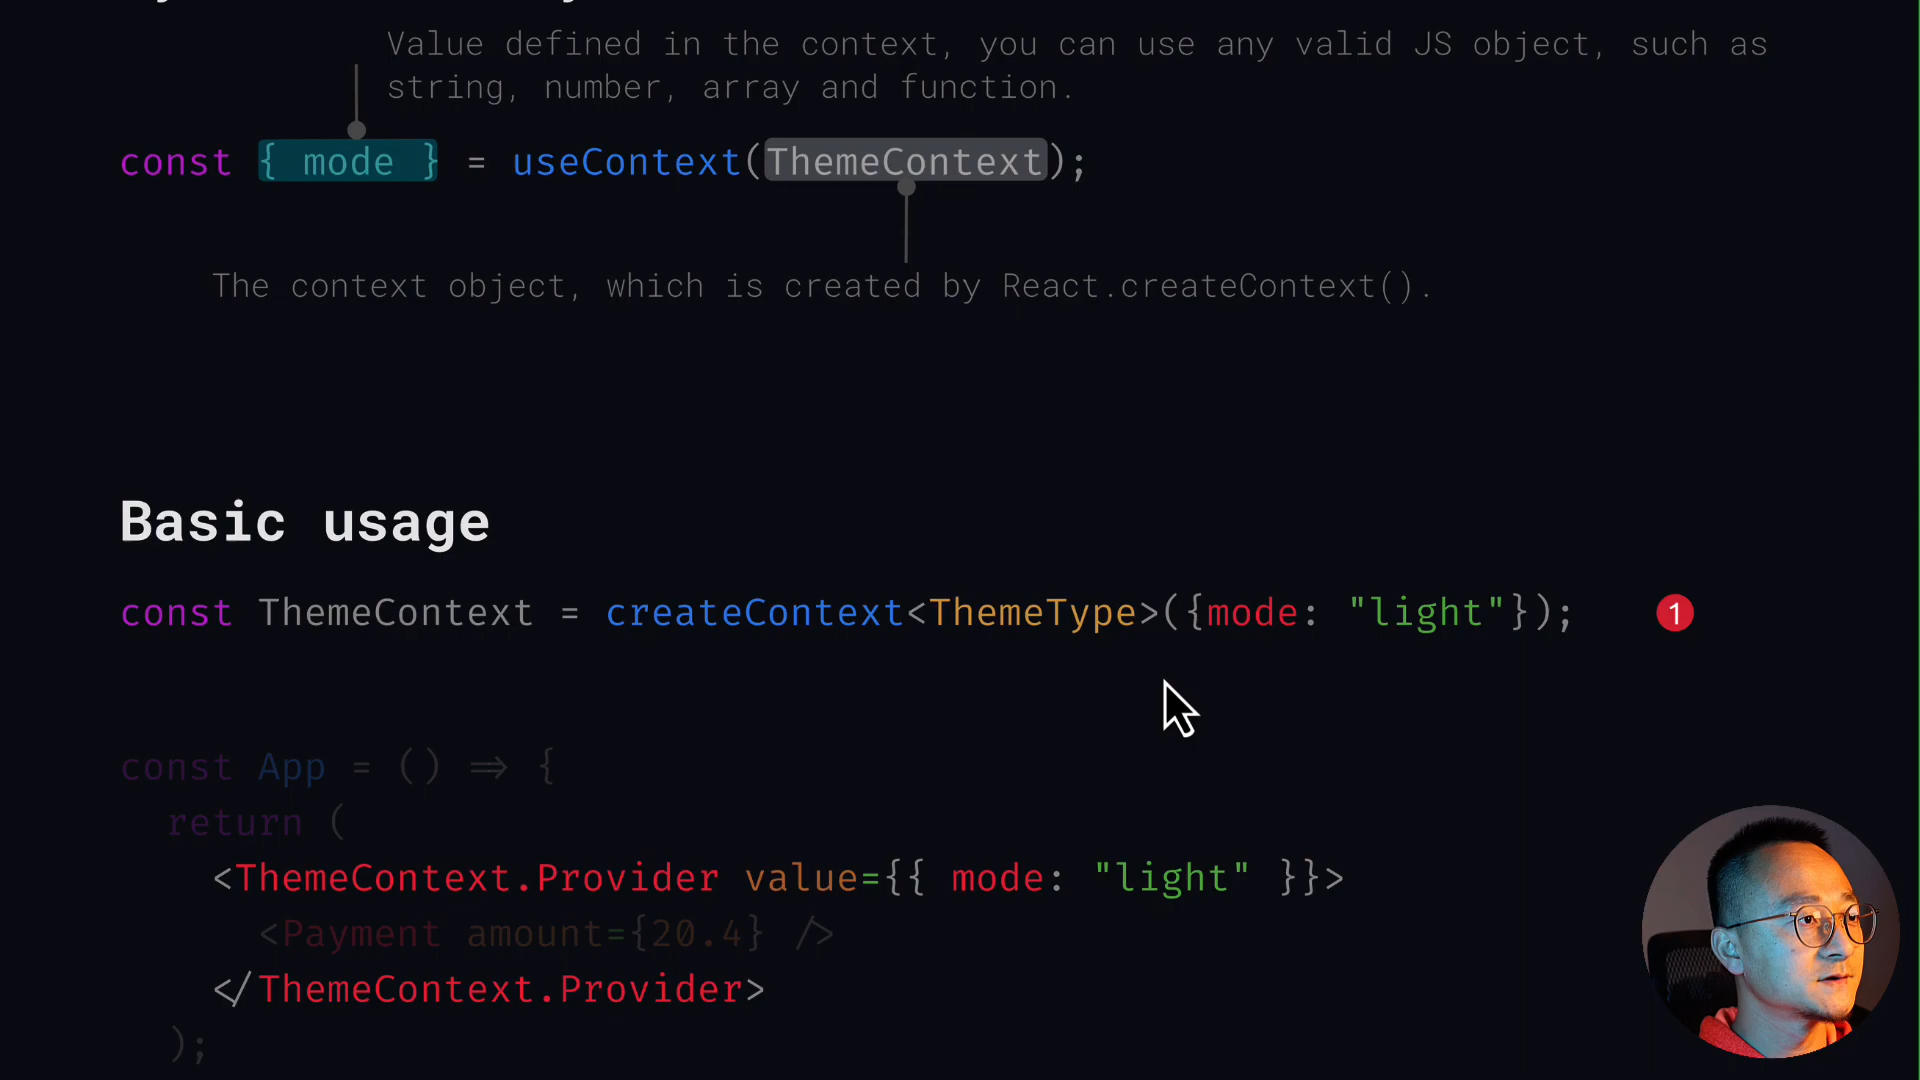 Value defined in the context, you can use any valid JS object, such as
string, number, array and function.
const { mode } = useContext(ThemeContext);
The context object, which is created by React.createContext().
Basic usage
const ThemeContext = createContext<ThemeType>({mode: "light"}); 1
const App = () => {
return (
<ThemeContext.Provider value={{ mode: "light" }}>
<Payment amount={20.4} />
</ThemeContext.Provider>
);